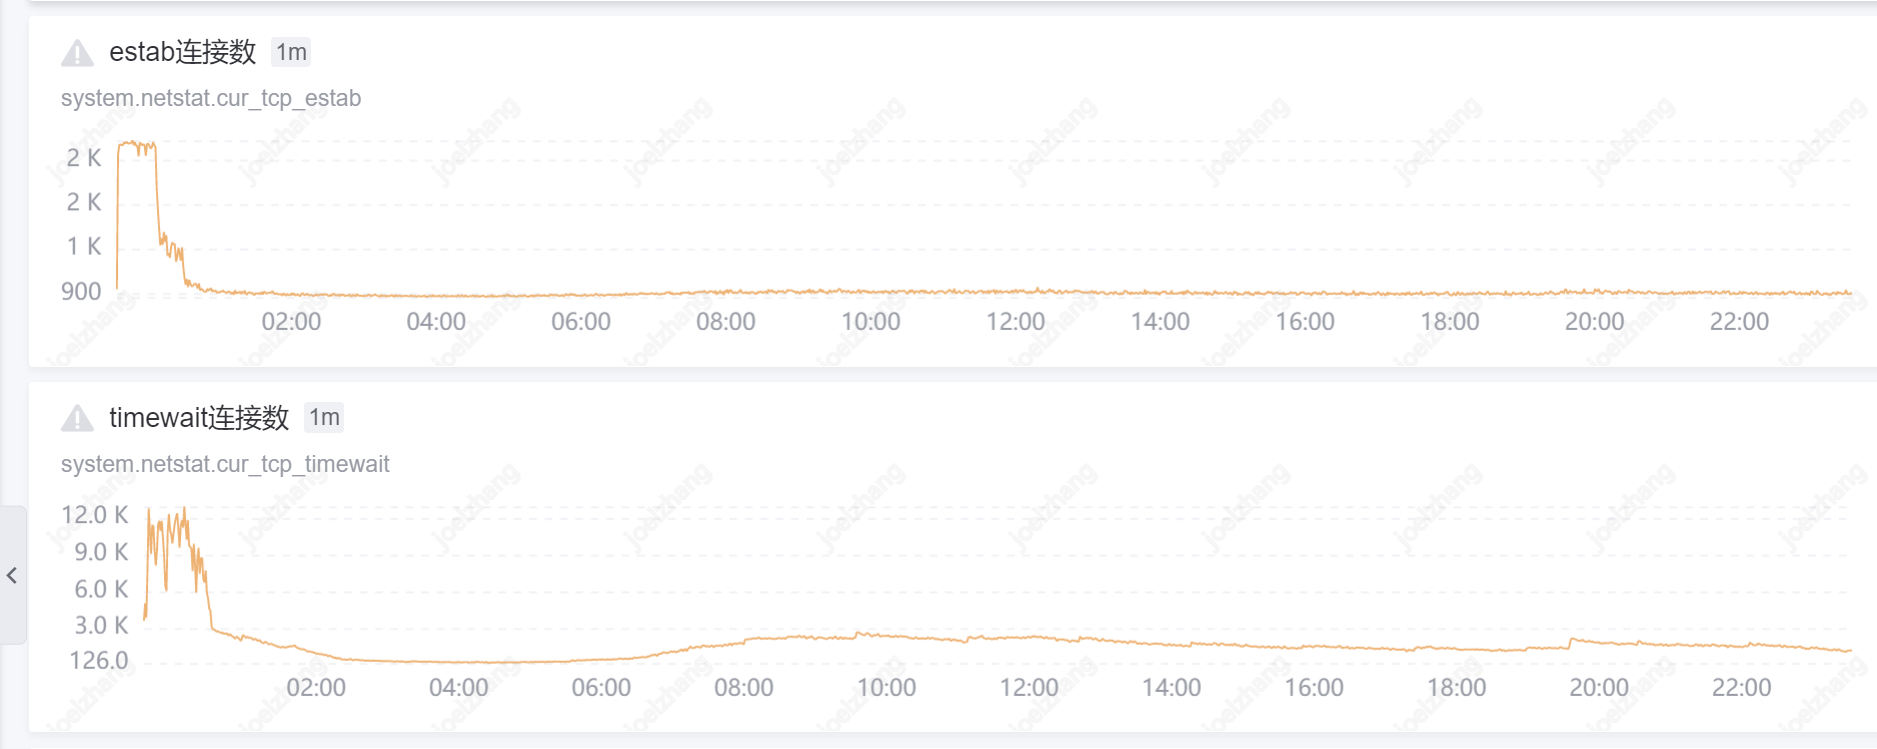 estab连接数 1m
system.netstat.cur_tcp_estab
2 K
2 K
1 K
900
02:00 04:00 06:00 08:00 10:00 12:00 14:00 16:00 18:00 20:00 22:00
timewait连接数 1m
system.netstat.cur_tcp_timewait
12.0 K
9.0 K
6.0 K
3.0 K
126.0
02:00 04:00 06:00 08:00 10:00 12:00 14:00 16:00 18:00 20:00 22:00
joelzhang